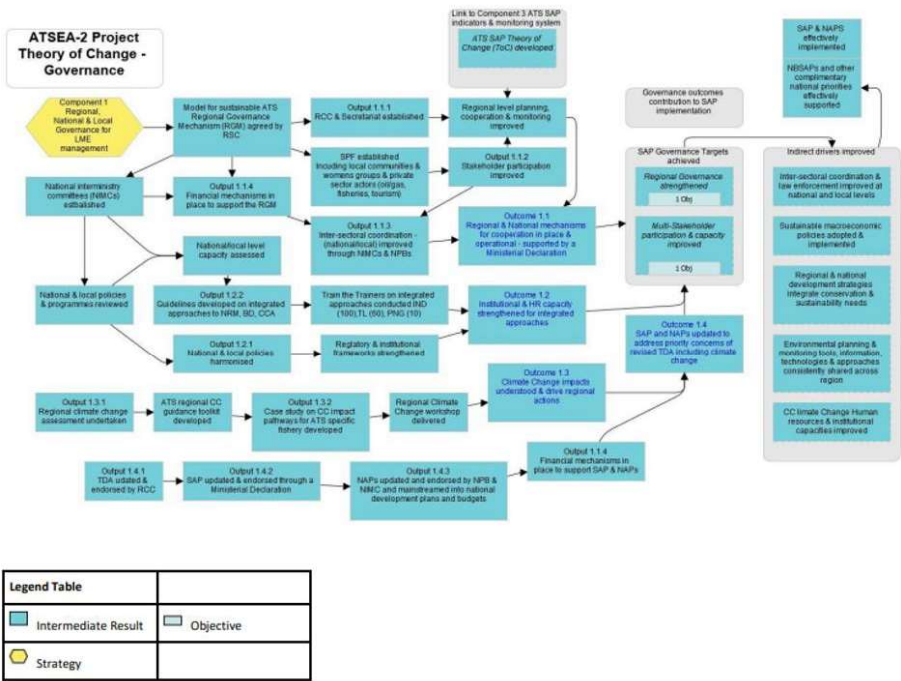 ATSEA-2 Project
Theory of Change -
Governance
Link to Component 3 ATS SAP
indicators & monitoring system
ATS SAP Theory of
Change (ToC) developed
SAP & NAPS
effectively
implemented
NBSAPs and other
complimentary
national priorities
effectively
supported
Component 1
Regional,
National & Local
Governance for
LME
management
Model for sustainable ATS
Regional Governance
Mechanism (RGM) agreed by
RSC
Output 1.1.1
RCC & Secretariat established
Regional level planning,
cooperation & monitoring
improved
Governance outcomes
contribution to SAP
implementation
SPF established
Including local communities &
womens groups & private
sector actors (oil/gas,
fisheries, tourism)
Output 1.1.2
Stakeholder participation
improved
SAP Governance Targets
achieved
Regional Governance
strengthened
1 Obj
Multi-Stakeholder
participation & capacity
improved
1 Obj
Indirect drivers improved
Inter-sectoral coordination &
law enforcement improved at
national and local levels
Sustainable macroeconomic
policies adopted &
implemented
Regional & national
development strategies
integrate conservation &
sustainability needs
Environmental planning &
monitoring tools, information,
technologies & approaches
consistently shared across
region
CC limate Change Human
resources & institutional
capacities improved
National interministry
committees (NIMCs)
estbalished
Output 1.1.4
Financial mechanisms in
place to support the RGM
Output 1.1.3.
Inter-sectoral coordination -
(national/local) improved
through NIMCs & NPIBs
Outcome 1.1
Regional & National mechanisms
for cooperation in place &
operational - supported by a
Ministerial Declaration
National/local level
capacity assessed
National & local policies
& programmes reviewed
Output 1.2.2
Guidelines developed on integrated
approaches to NRM, BD, CCA
Train the Trainers on integrated
approaches conducted IND
(100),TL (60), PNG (10)
Outcome 1.2
Institutional & HR capacity
strengthened for integrated
approaches
Output 1.2.1
National & local policies
harmonised
Reglatory & institutional
frameworks strengthened
Outcome 1.4
SAP and NAPs updated to
address priority concerns of
revised TDA including climate
change
Outcome 1.3
Climate Change impacts
understood & drive regional
actions
Output 1.3.1
Regional climate change
assessment undertaken
ATS regional CC
guidance toolkit
developed
Output 1.3.2
Case study on CC impact
pathways for ATS specific
fishery developed
Regional Climate
Change workshop
delivered
Output 1.1.4
Financial mechanisms in
place to support SAP & NAPs
Output 1.4.1
TDA udated &
endorsed by RCC
Output 1.4.2
SAP updated & endorsed through a
Ministerial Declaration
Output 1.4.3
NAPs updated and endorsed by NPB &
NIMC and mainstreamed into national
development plans and budgets
Legend Table
Intermediate Result
Objective
Strategy